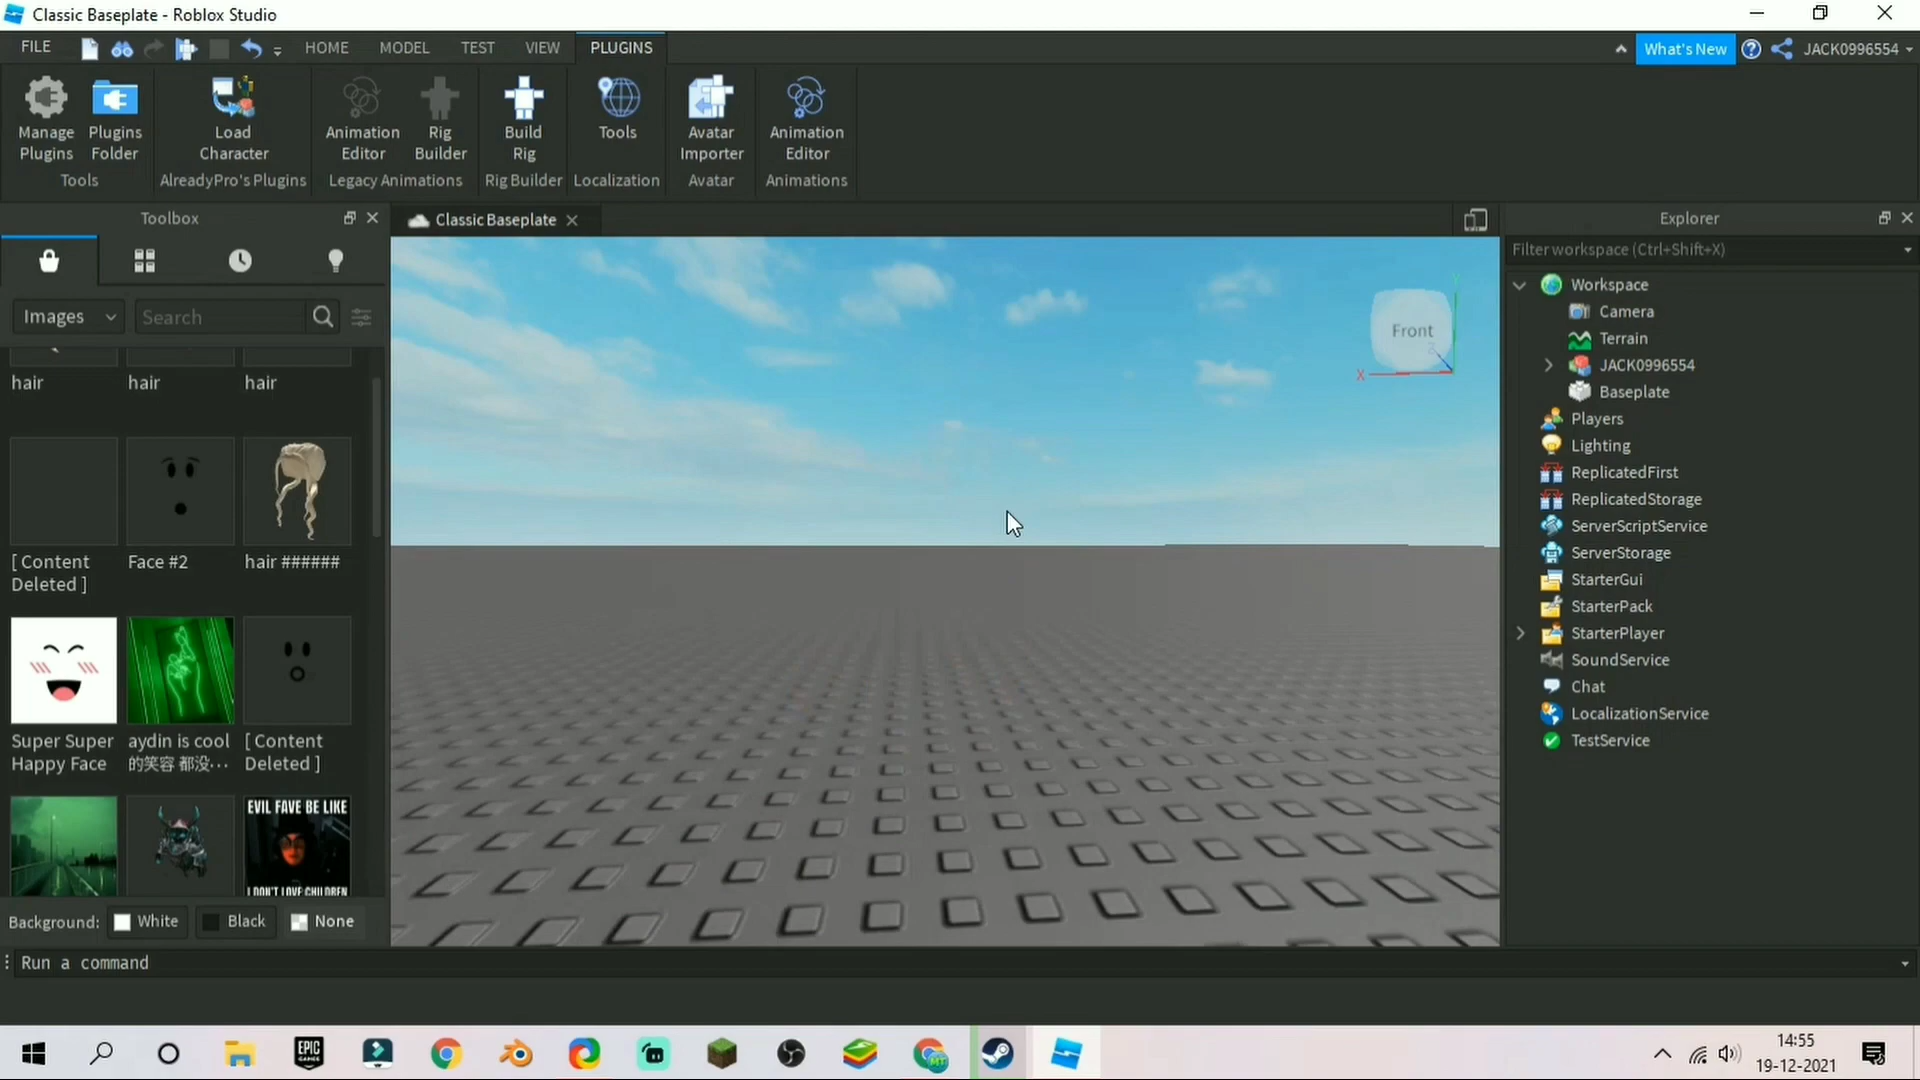 Classic Baseplate - Roblox Studio
FILE HOME MODEL TEST VIEW PLUGINS What's New JACK0996554
Manage Plugins
Plugins Folder
Tools
Load Character
AlreadyPro's Plugins
Animation Editor
Rig Builder
Legacy Animations
Build Rig
Rig Builder
Tools
Localization
Avatar Importer
Avatar
Animation Editor
Animations
Toolbox
Images
Search
hair hair hair
[ Content Deleted ]
Face #2
hair ######
Super Super Happy Face
aydin is cool 的笑容 都没…
[ Content Deleted ]
EVIL FAVE BE LIKE
I DON'T LOVE CHILDREN
Background: White Black None
Classic Baseplate
Front
X
Y
Z
Explorer
Filter workspace (Ctrl+Shift+X)
Workspace
Camera
Terrain
JACK0996554
Baseplate
Players
Lighting
ReplicatedFirst
ReplicatedStorage
ServerScriptService
ServerStorage
StarterGui
StarterPack
StarterPlayer
SoundService
Chat
LocalizationService
TestService
Run a command
EPIC GAMES
14:55
19-12-2021